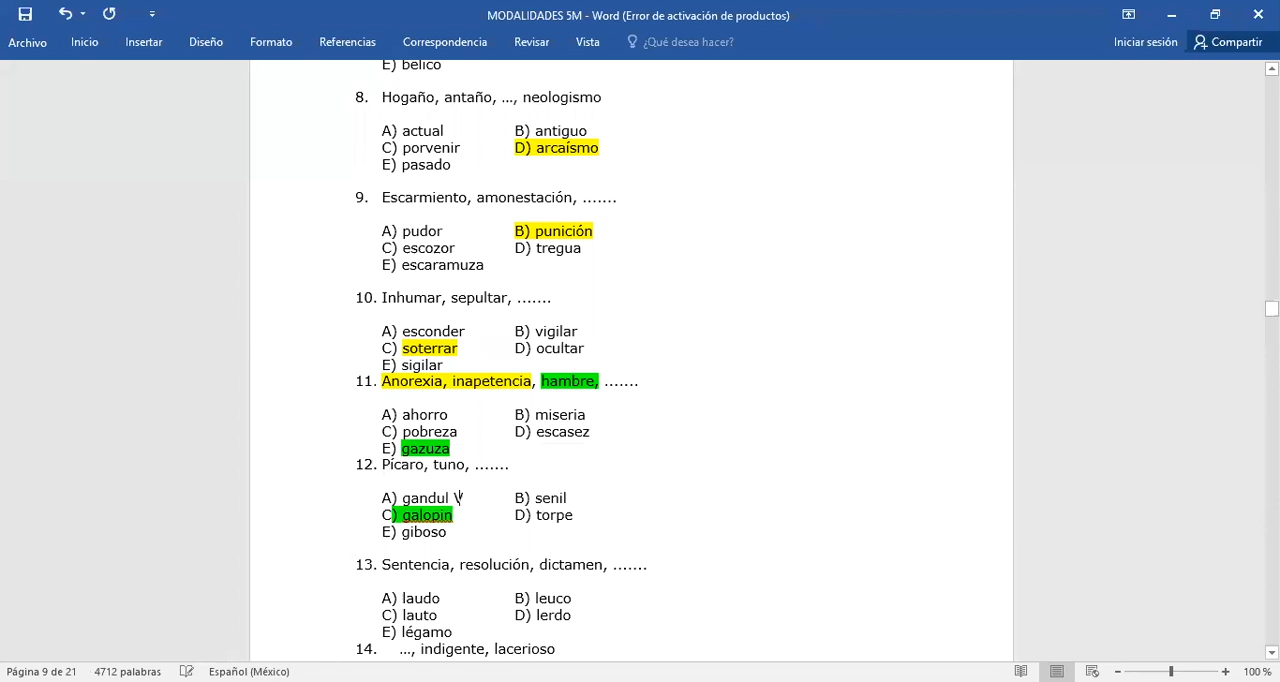 MODALIDADES 5M - Word (Error de activación de productos)
Archivo Inicio Insertar Diseño Formato Referencias Correspondencia Revisar Vista ¿Qué desea hacer? Iniciar sesión Compartir
E) bélico
8. Hogaño, antaño, …, neologismo
A) actual B) antiguo
C) porvenir D) arcaísmo
E) pasado
9. Escarmiento, amonestación, .......
A) pudor B) punición
C) escozor D) tregua
E) escaramuza
10. Inhumar, sepultar, .......
A) esconder B) vigilar
C) soterrar D) ocultar
E) sigilar
11. Anorexia, inapetencia, hambre, .......
A) ahorro B) miseria
C) pobreza D) escasez
E) gazuza
12. Pícaro, tuno, .......
A) gandul V B) senil
C) galopin D) torpe
E) giboso
13. Sentencia, resolución, dictamen, .......
A) laudo B) leuco
C) lauto D) lerdo
E) légamo
14. …, indigente, lacerioso
Página 9 de 21 4712 palabras Español (México) 100 %